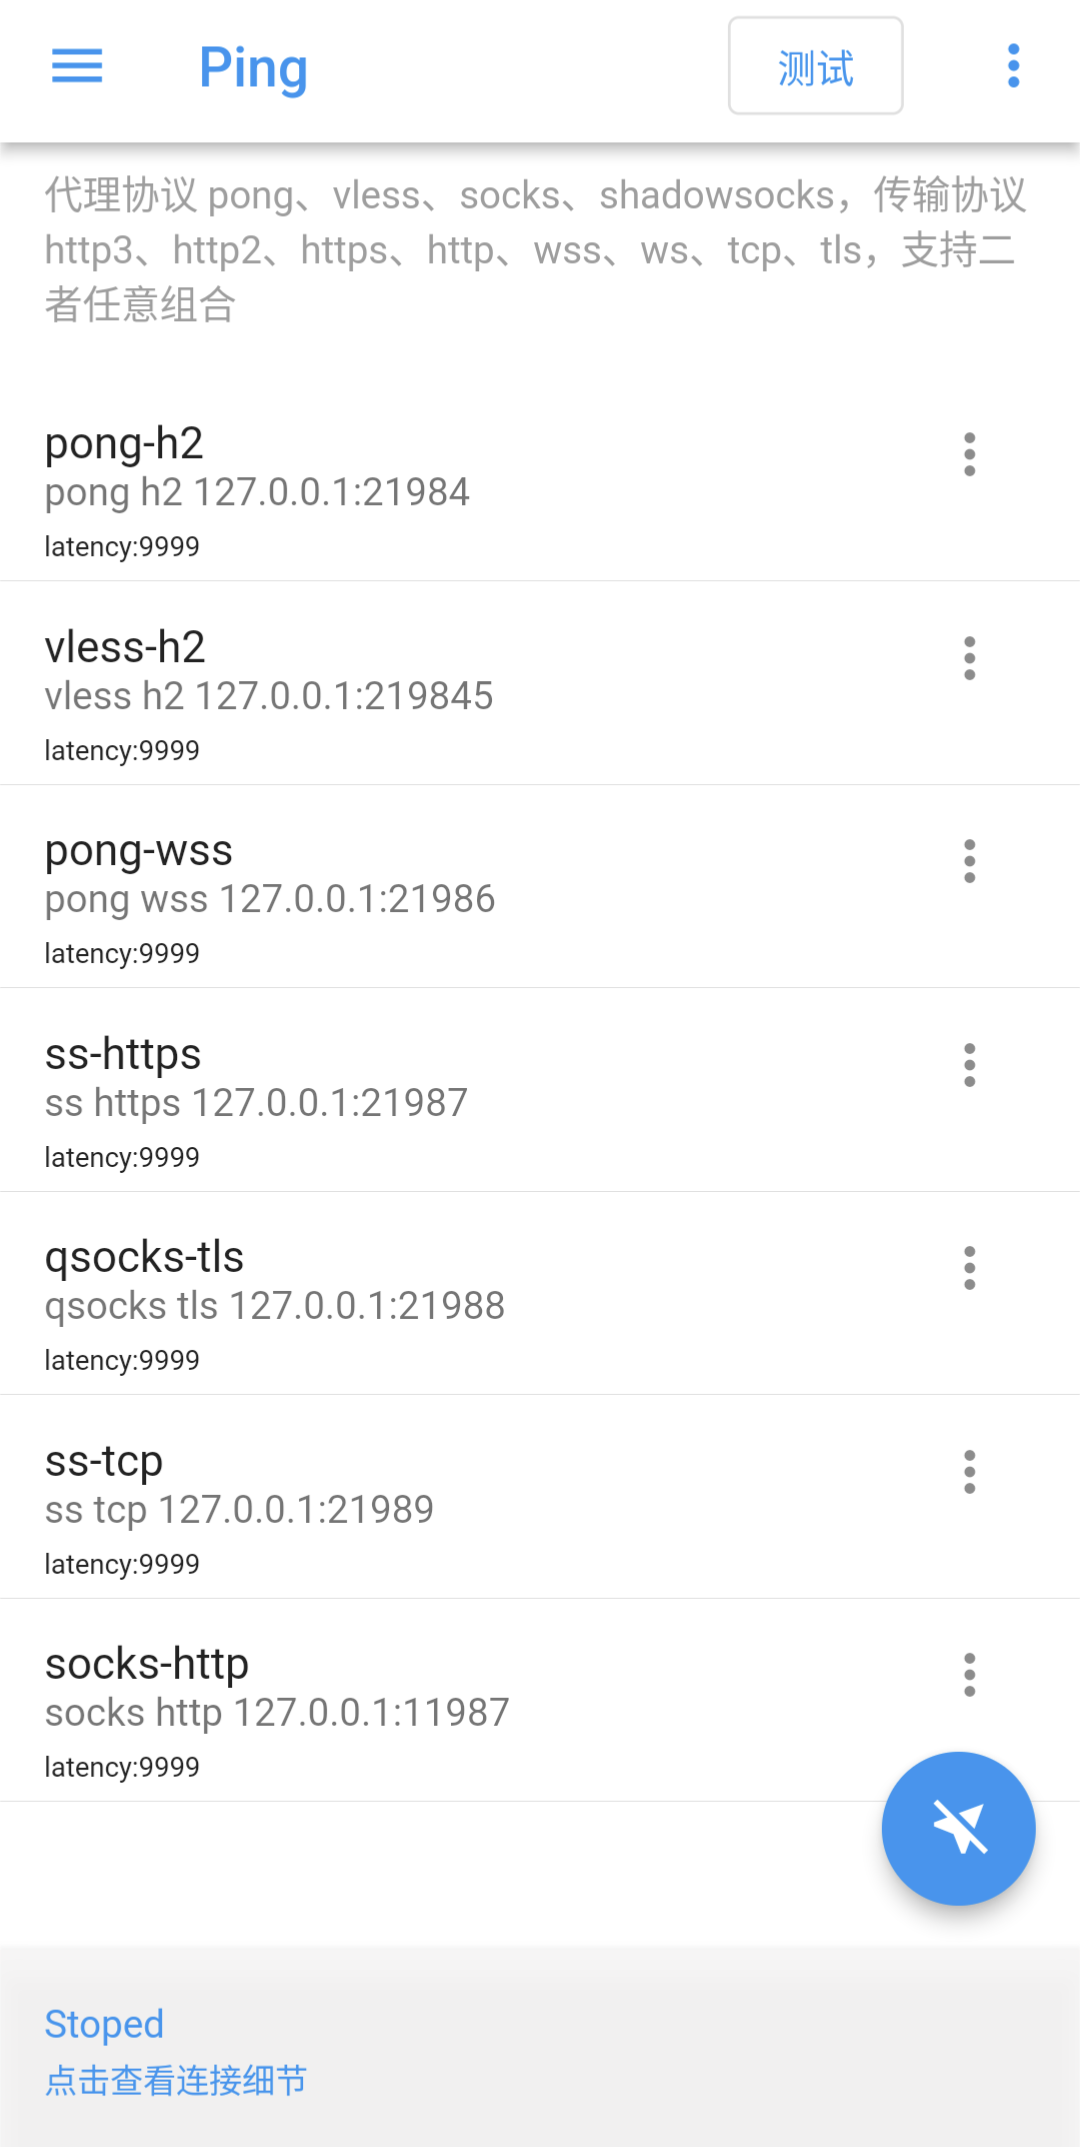 Ping
测试
代理协议 pong、vless、socks、shadowsocks，传输协议
http3、http2、https、http、wss、ws、tcp、tls，支持二
者任意组合
pong-h2
pong h2 127.0.0.1:21984
latency:9999
vless-h2
vless h2 127.0.0.1:219845
latency:9999
pong-wss
pong wss 127.0.0.1:21986
latency:9999
ss-https
ss https 127.0.0.1:21987
latency:9999
qsocks-tls
qsocks tls 127.0.0.1:21988
latency:9999
ss-tcp
ss tcp 127.0.0.1:21989
latency:9999
socks-http
socks http 127.0.0.1:11987
latency:9999
Stoped
点击查看连接细节